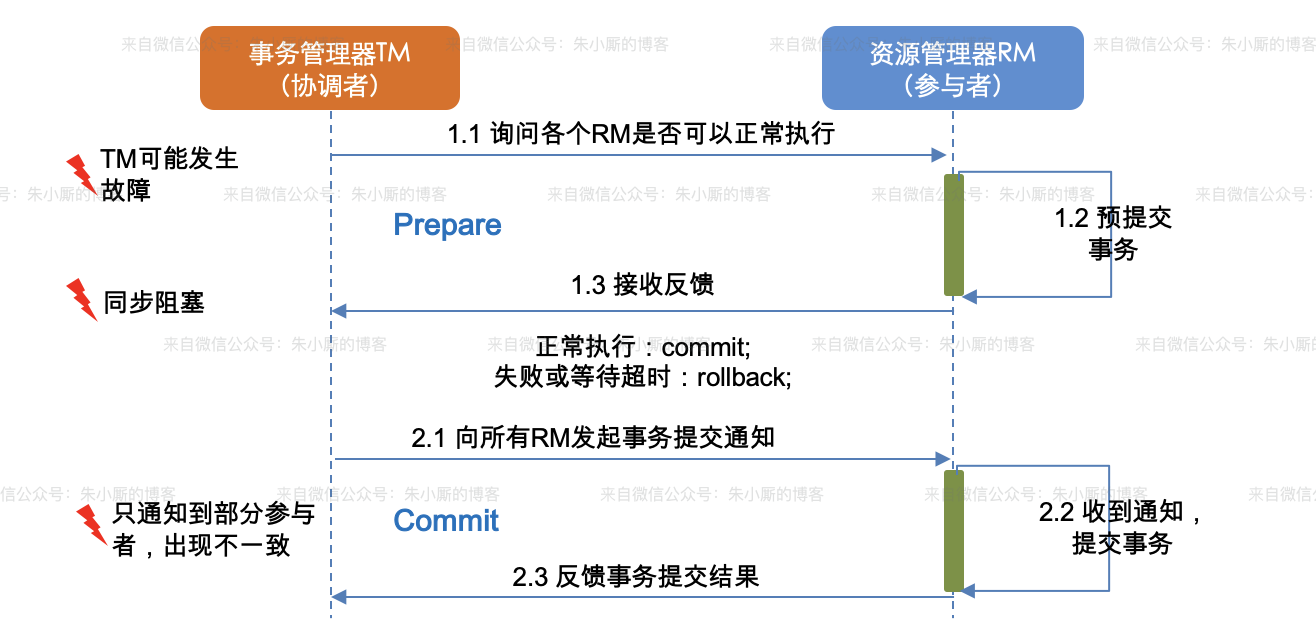 事务管理器TM
（协调者）
资源管理器RM
（参与者）
来自微信公众号：朱小厮的博客
1.1 询问各个RM是否可以正常执行
TM可能发生
故障
Prepare
1.2 预提交
事务
1.3 接收反馈
同步阻塞
正常执行：commit;
失败或等待超时：rollback;
2.1 向所有RM发起事务提交通知
只通知到部分参与
者，出现不一致
Commit
2.2 收到通知，
提交事务
2.3 反馈事务提交结果